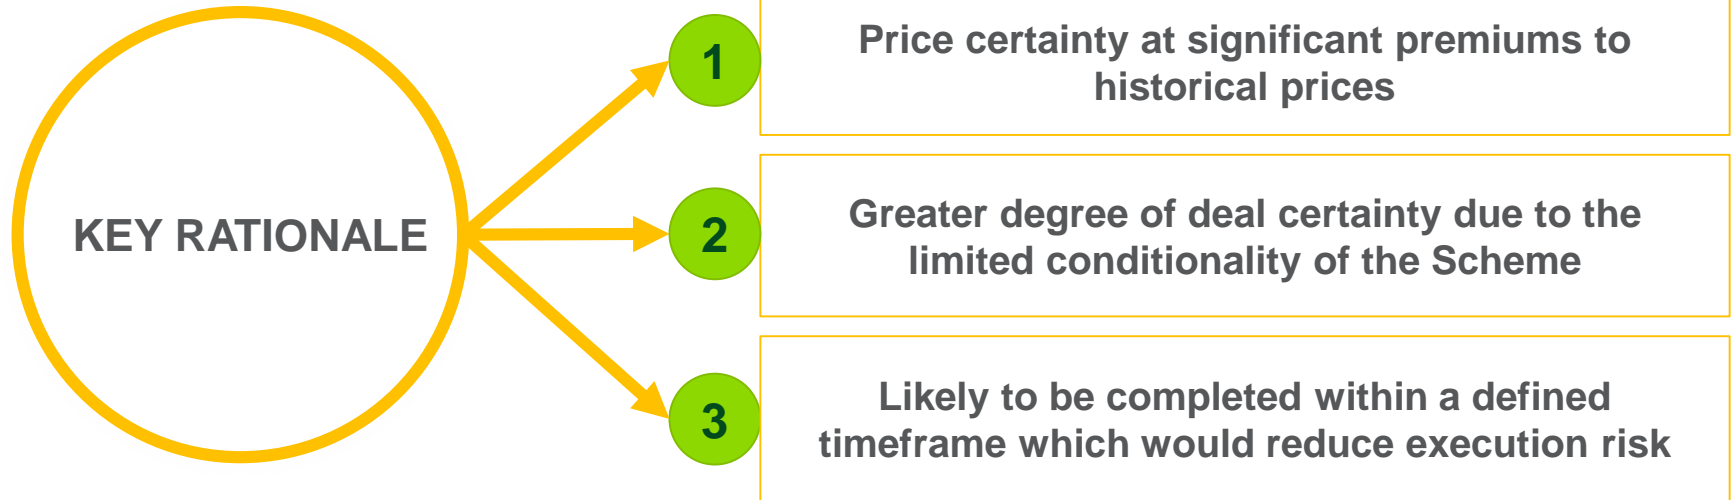 KEY RATIONALE
1
Price certainty at significant premiums to
historical prices
2
Greater degree of deal certainty due to the
limited conditionality of the Scheme
3
Likely to be completed within a defined
timeframe which would reduce execution risk